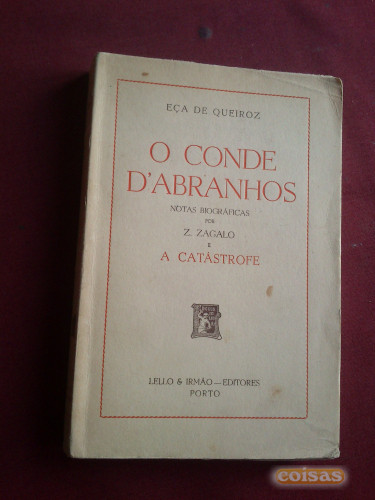 EÇA DE QUEIROZ
O CONDE
D'ABRANHOS
NOTAS BIOGRÁFICAS
POR
Z. ZAGALO
E
A CATÁSTROFE
LELLO & IRMÃO — EDITORES
PORTO
coisas